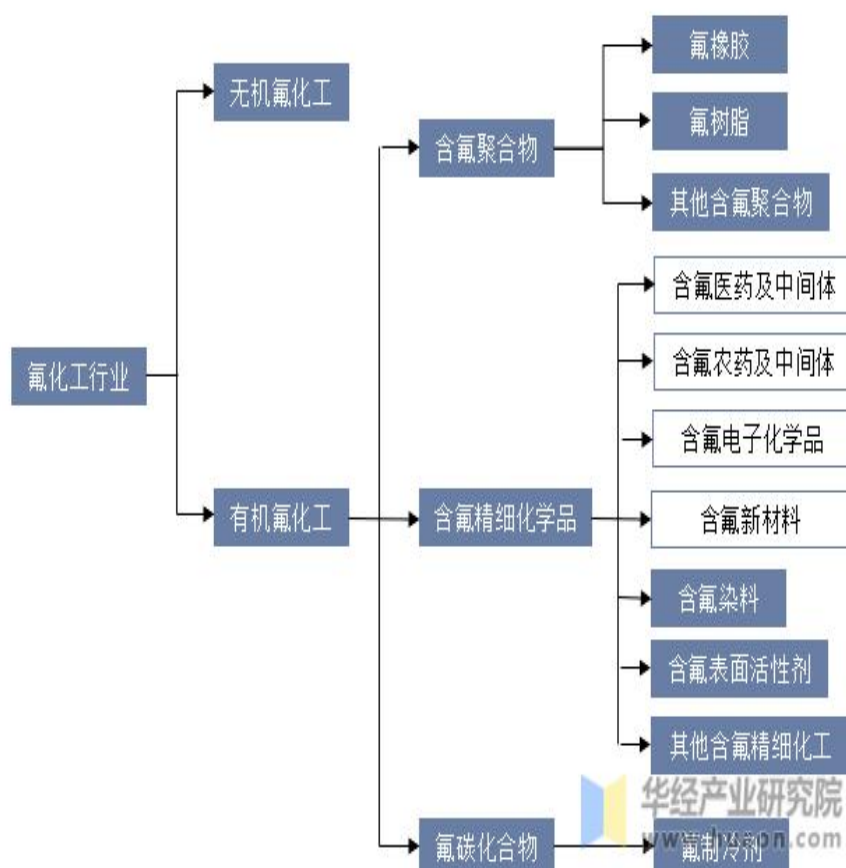 氟橡胶
无机氟化工
氟树脂
含氟聚合物
其他含氟聚合物
含氟医药及中间体
氟化工行业
含氟农药及中间体
含氟电子化学品
有机氟化工
含氟精细化学品
含氟新材料
含氟染料
含氟表面活性剂
其他含氟精细化工
华经产业研究院
氟碳化合物
氟制冷剂
www.huaon.com